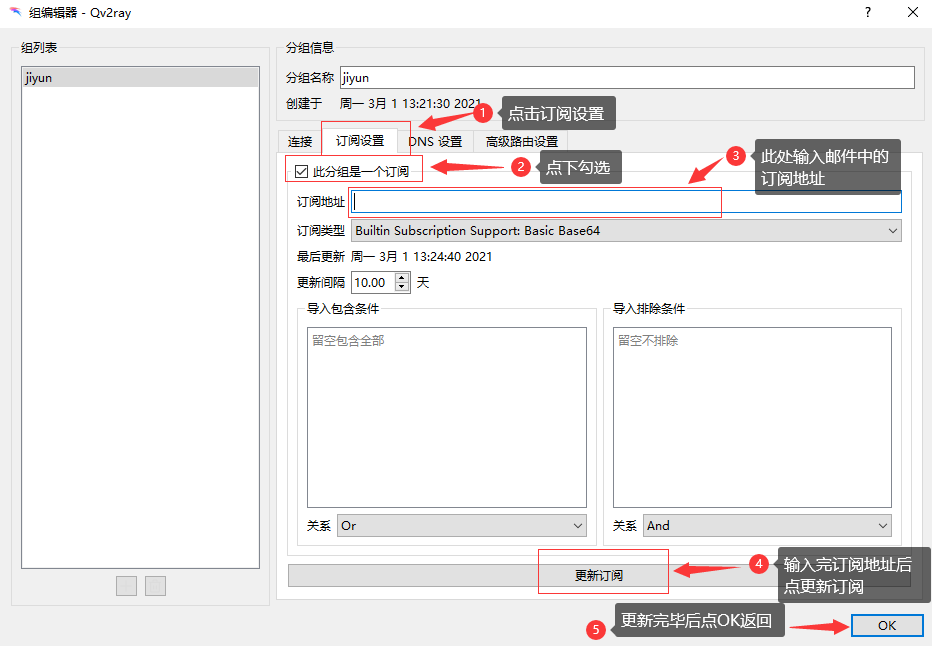 组编辑器 - Qv2ray
组列表
jiyun
分组信息
分组名称 jiyun
创建于 周一 3月 1 13:21:30 2021
1 点击订阅设置
连接 订阅设置 DNS 设置 高级路由设置
此分组是一个订阅
2 点下勾选
3 此处输入邮件中的
订阅地址
订阅地址
订阅类型 Builtin Subscription Support: Basic Base64
最后更新 周一 3月 1 13:24:40 2021
更新间隔 10.00 天
导入包含条件
留空包含全部
关系 Or
导入排除条件
留空不排除
关系 And
更新订阅
4 输入完订阅地址后
点更新订阅
5 更新完毕后点OK返回
OK